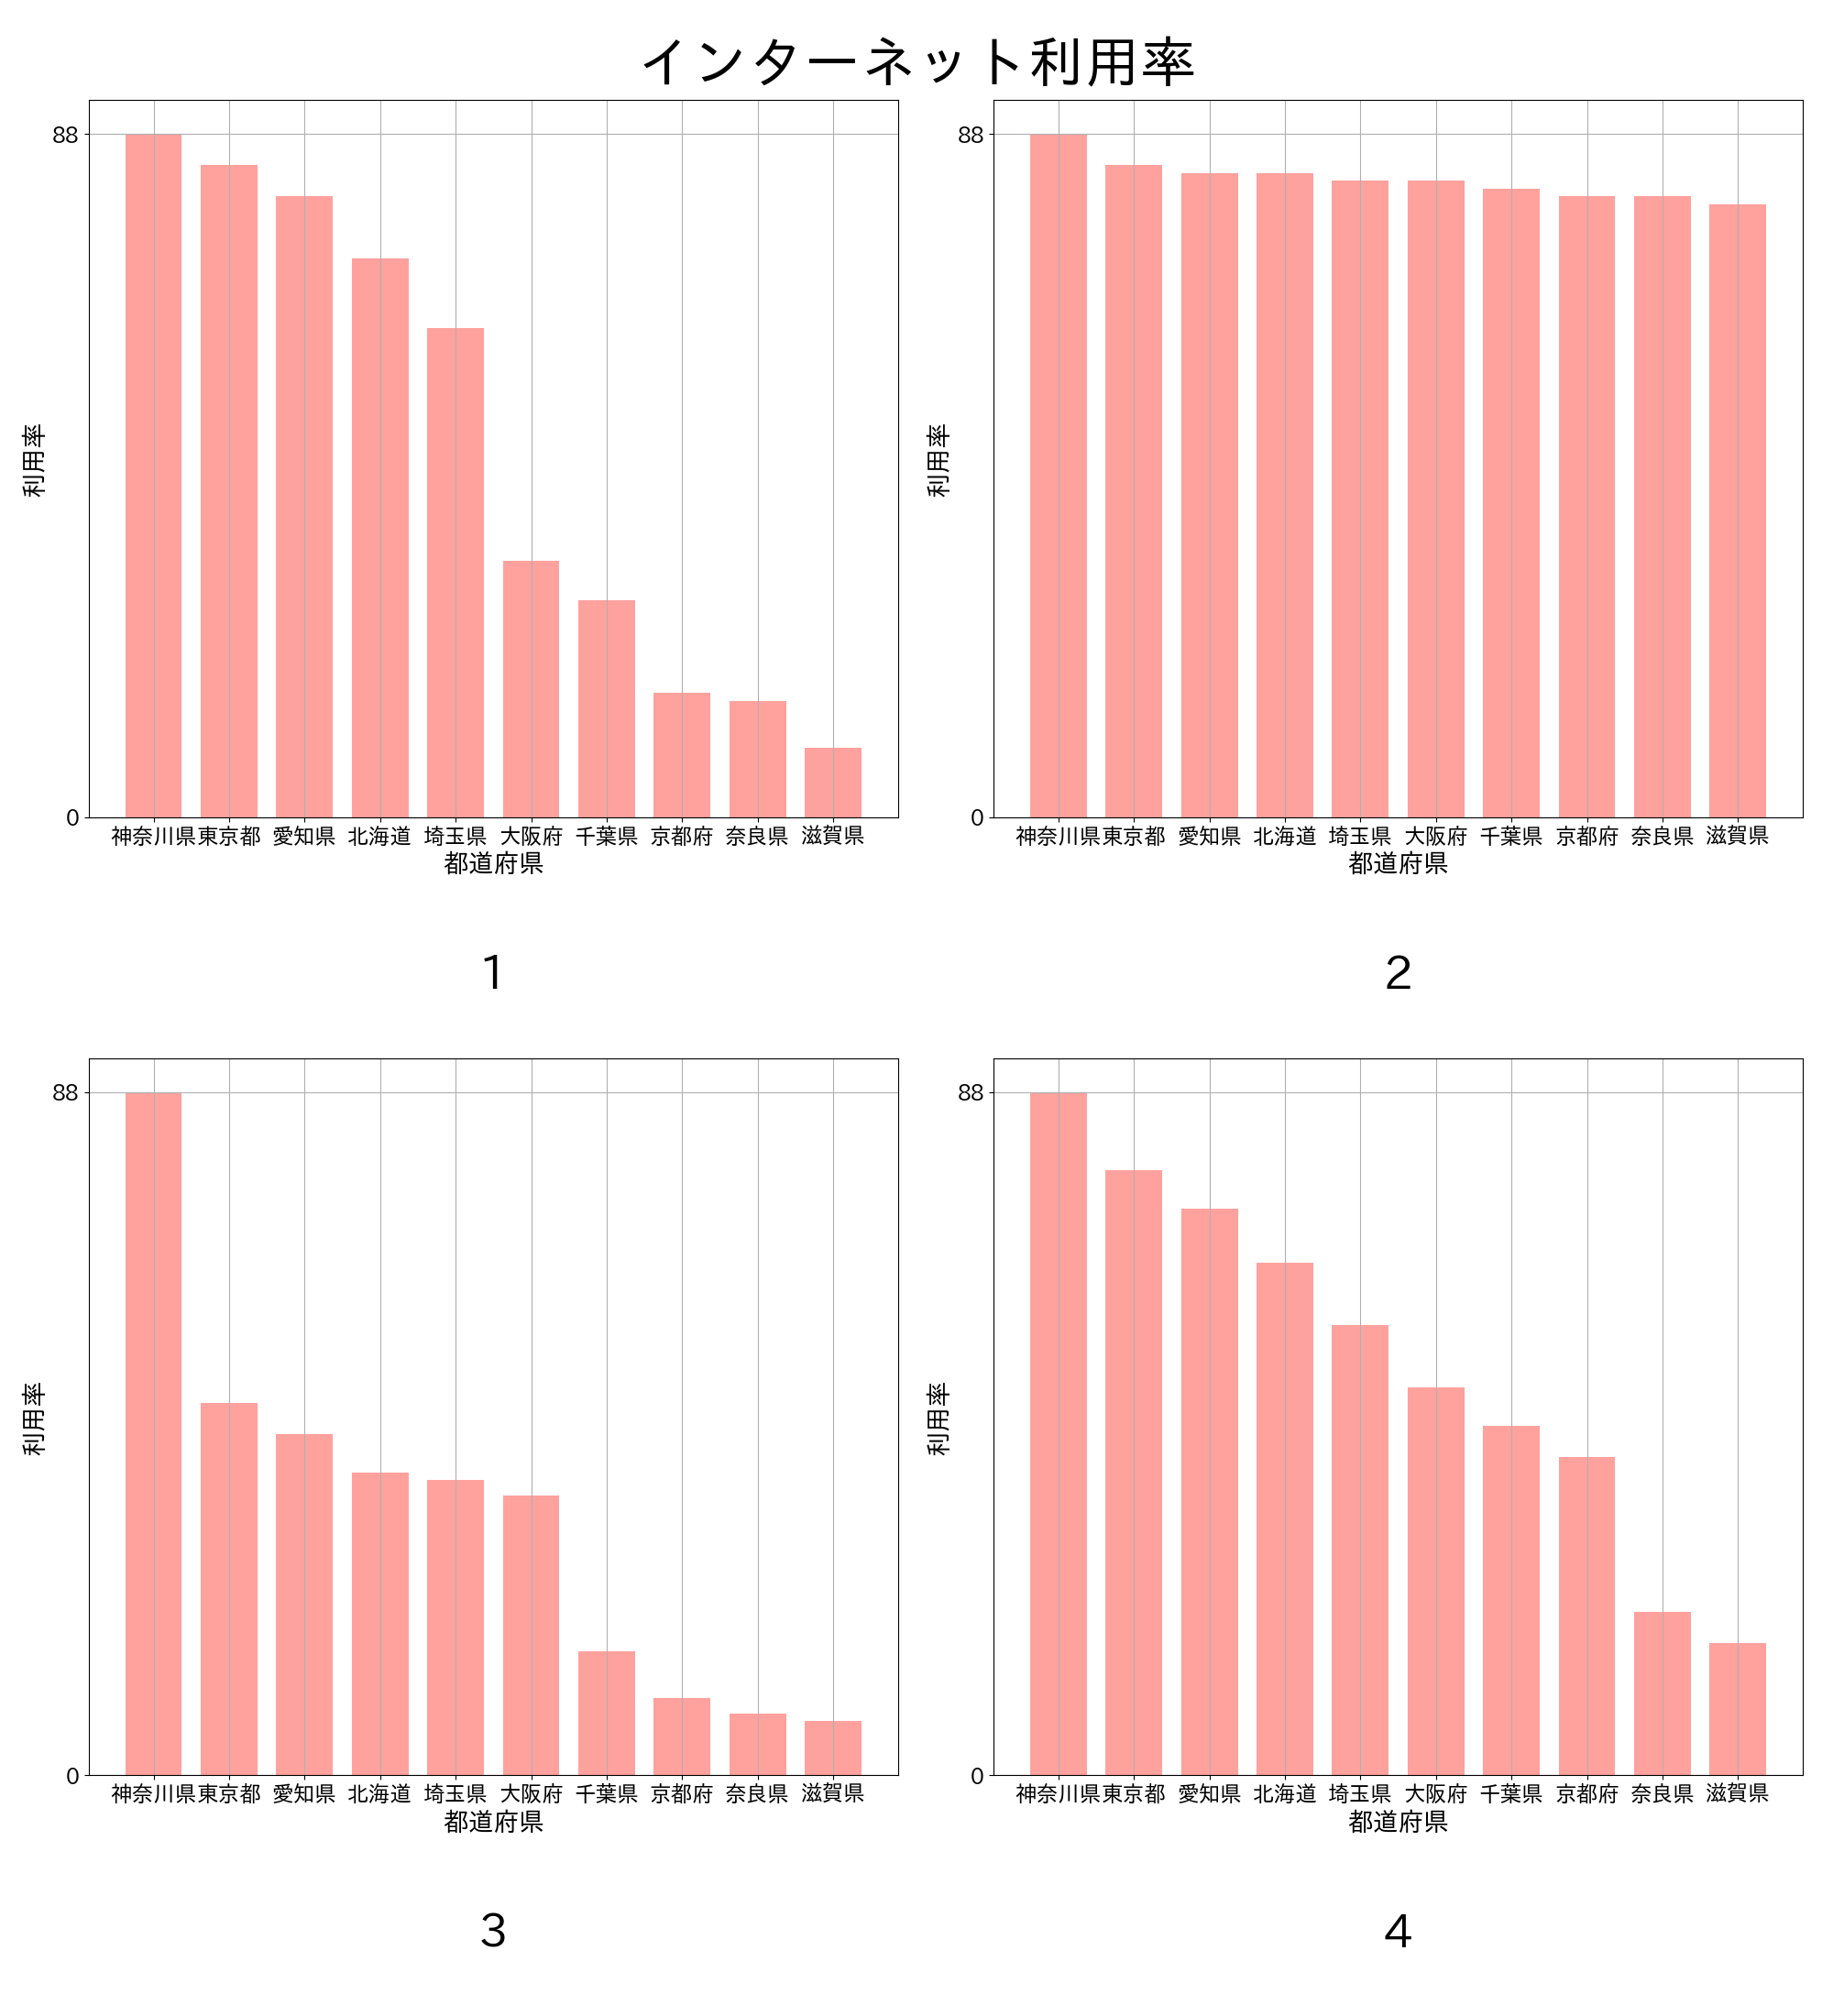 インターネット利用率
88
0
利用率
神奈川県 東京都 愛知県 北海道 埼玉県 大阪府 千葉県 京都府 奈良県 滋賀県
都道府県
1
88
0
利用率
神奈川県 東京都 愛知県 北海道 埼玉県 大阪府 千葉県 京都府 奈良県 滋賀県
都道府県
2
88
0
利用率
神奈川県 東京都 愛知県 北海道 埼玉県 大阪府 千葉県 京都府 奈良県 滋賀県
都道府県
3
88
0
利用率
神奈川県 東京都 愛知県 北海道 埼玉県 大阪府 千葉県 京都府 奈良県 滋賀県
都道府県
4